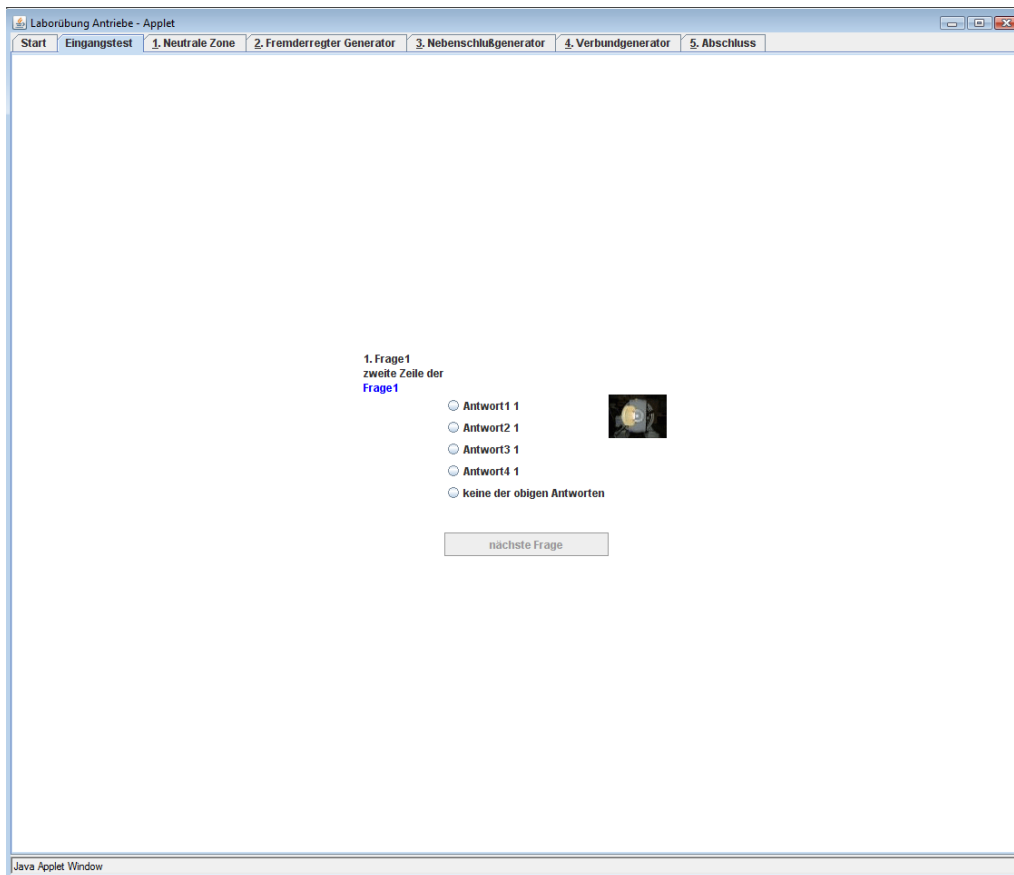 Laborübung Antriebe - Applet
Start Eingangstest 1. Neutrale Zone 2. Fremderregter Generator 3. Nebenschlußgenerator 4. Verbundgenerator 5. Abschluss
1. Frage1
zweite Zeile der
Frage1
Antwort1 1
Antwort2 1
Antwort3 1
Antwort4 1
keine der obigen Antworten
nächste Frage
Java Applet Window